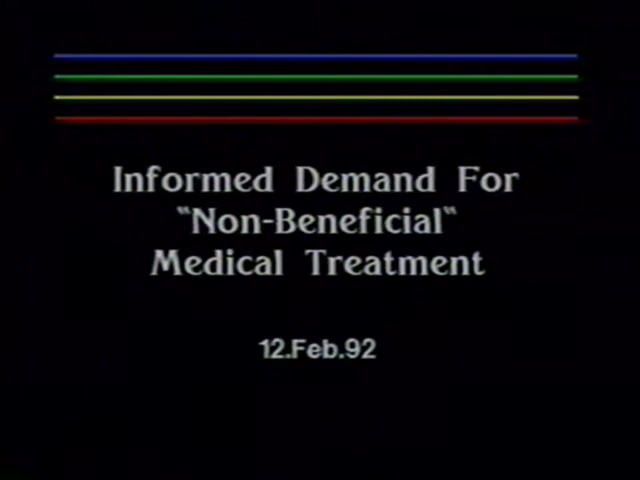 Informed Demand For
"Non-Beneficial"
Medical Treatment
12.Feb.92